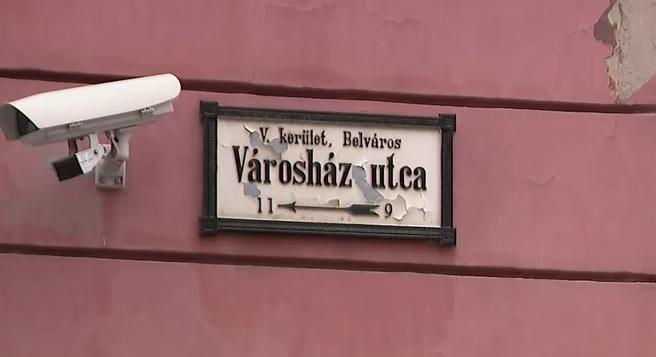 V. kerület, Belváros
Városház utca
11 9